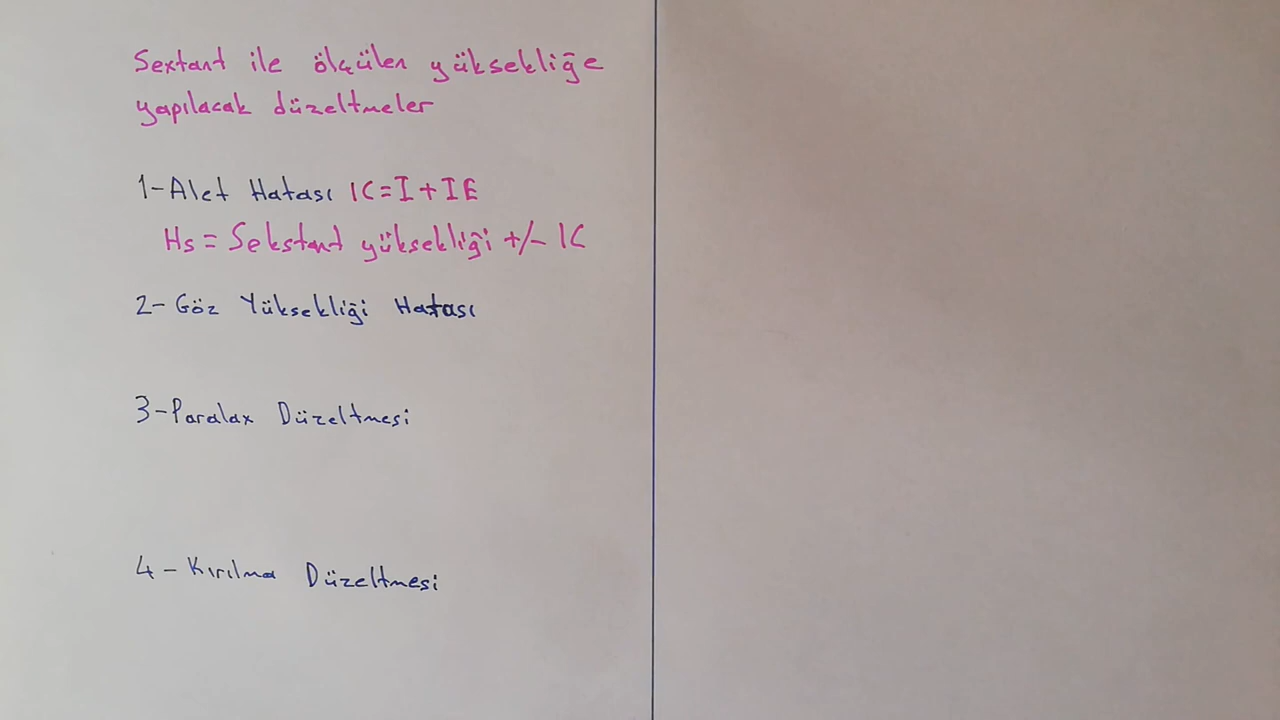 Sextant ile ölçülen yüksekliğe
yapılacak düzeltmeler
1-Alet Hatası IC=I+IE
Hs = Sekstant yüksekliği +/- IC
2- Göz Yüksekliği Hatası
3-Paralax Düzeltmesi
4- Kırılma Düzeltmesi